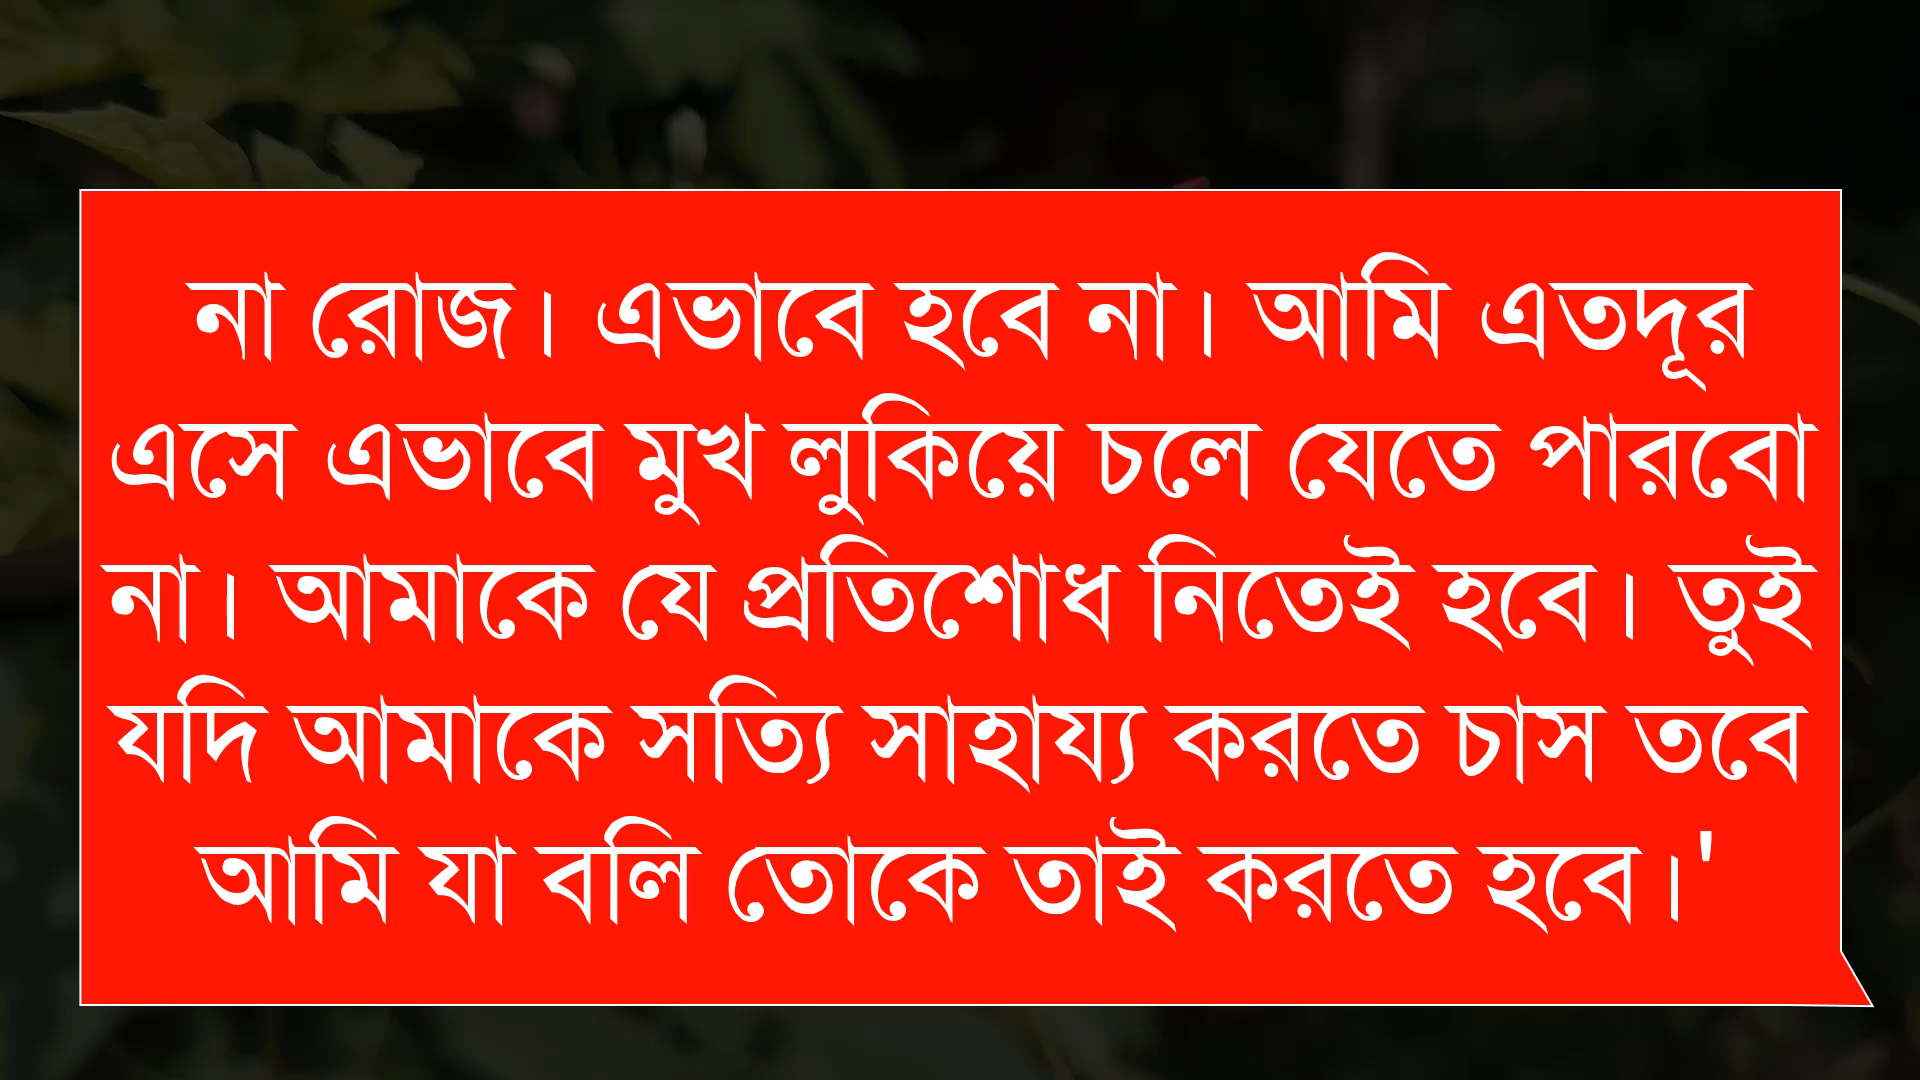 না রোজ। এভাবে হবে না। আমি এতদূর
এসে এভাবে মুখ লুকিয়ে চলে যেতে পারবো
না। আমাকে যে প্রতিশোধ নিতেই হবে। তুই
যদি আমাকে সত্যি সাহায্য করতে চাস তবে
আমি যা বলি তোকে তাই করতে হবে।'